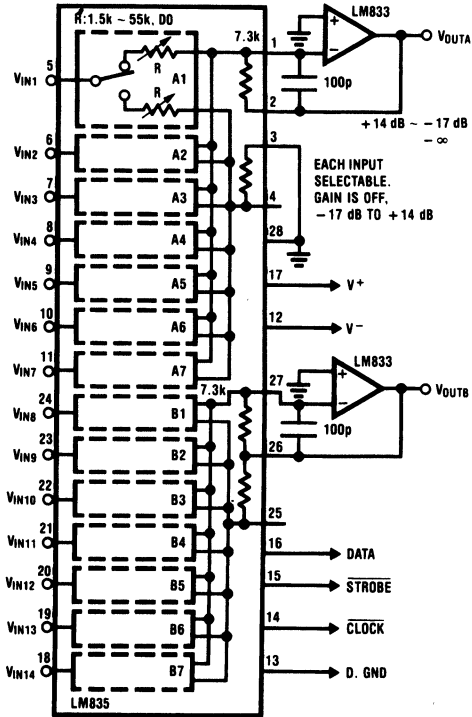 R:1.5k ~ 55k, DO
LM833
7.3k
1
VOUTA
5
VIN1
R
A1
R
100p
2
+14 dB ~ −17 dB
−∞
6
VIN2
A2
3
EACH INPUT
SELECTABLE.
GAIN IS OFF,
−17 dB TO +14 dB
7
VIN3
A3
4
8
VIN4
A4
28
9
VIN5
A5
17
V+
10
VIN6
A6
12
V−
11
VIN7
A7
LM833
7.3k
27
VOUTB
24
VIN8
B1
100p
23
VIN9
B2
26
22
VIN10
B3
25
21
VIN11
B4
16
DATA
20
VIN12
B5
15
STROBE
19
VIN13
B6
14
CLOCK
18
VIN14
B7
13
D. GND
LM835